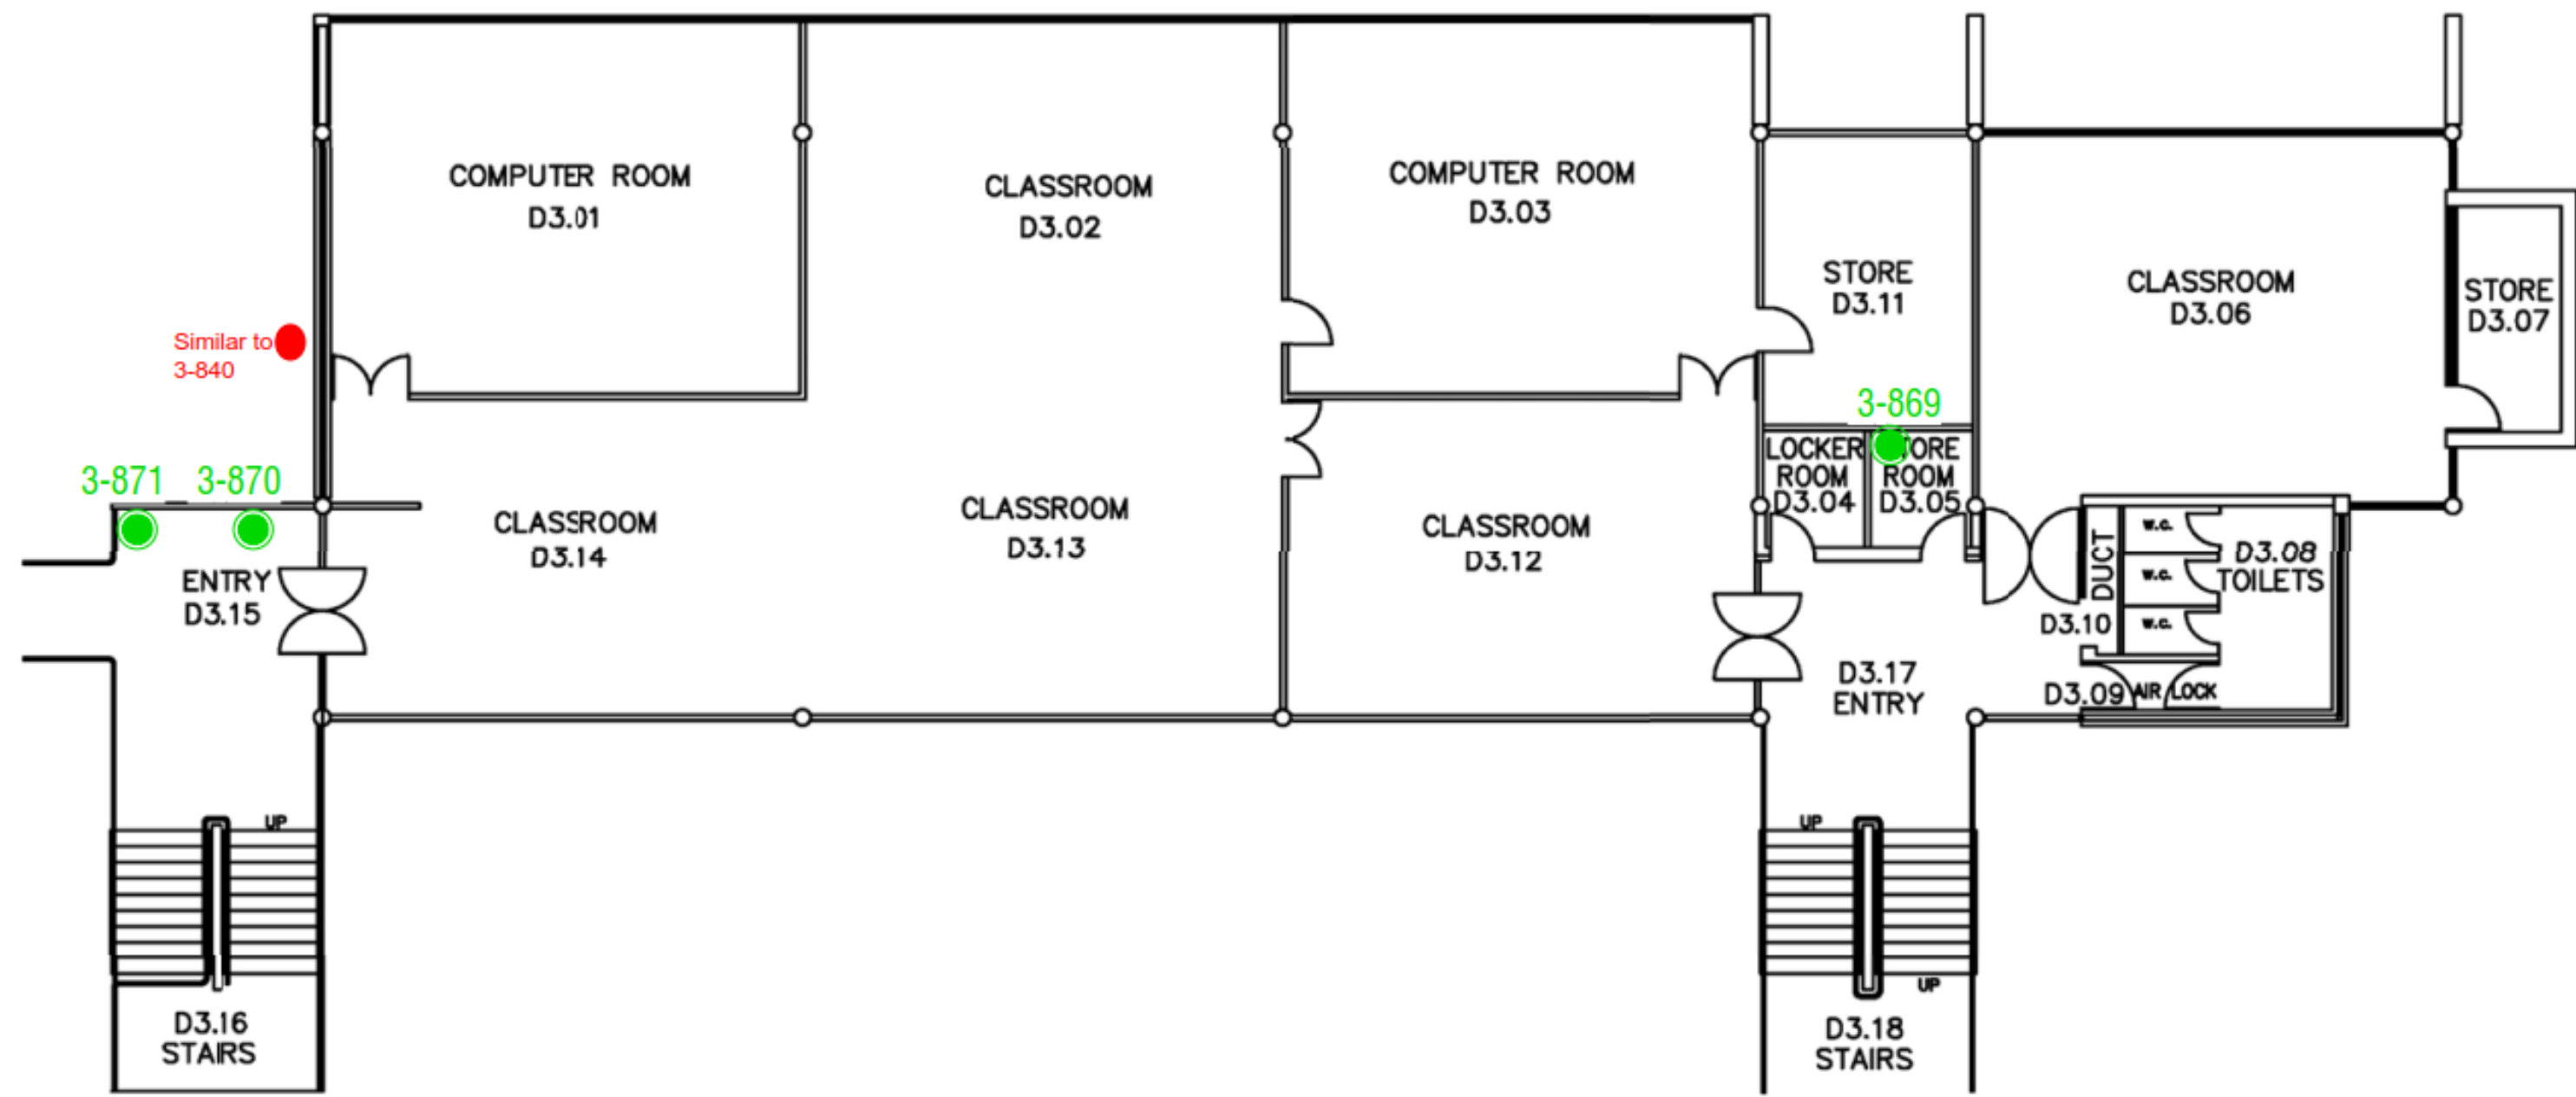 COMPUTER ROOM
D3.01
CLASSROOM
D3.02
COMPUTER ROOM
D3.03
STORE
D3.11
CLASSROOM
D3.06
STORE
D3.07
Similar to
3-840
3-869
LOCKER
ROOM
D3.04
STORE
ROOM
D3.05
3-871
3-870
CLASSROOM
D3.14
CLASSROOM
D3.13
CLASSROOM
D3.12
ENTRY
D3.15
DUCT
W.C.
W.C.
W.C.
D3.08
TOILETS
D3.10
D3.17
ENTRY
D3.09
AIR LOCK
UP
D3.16
STAIRS
UP
UP
D3.18
STAIRS